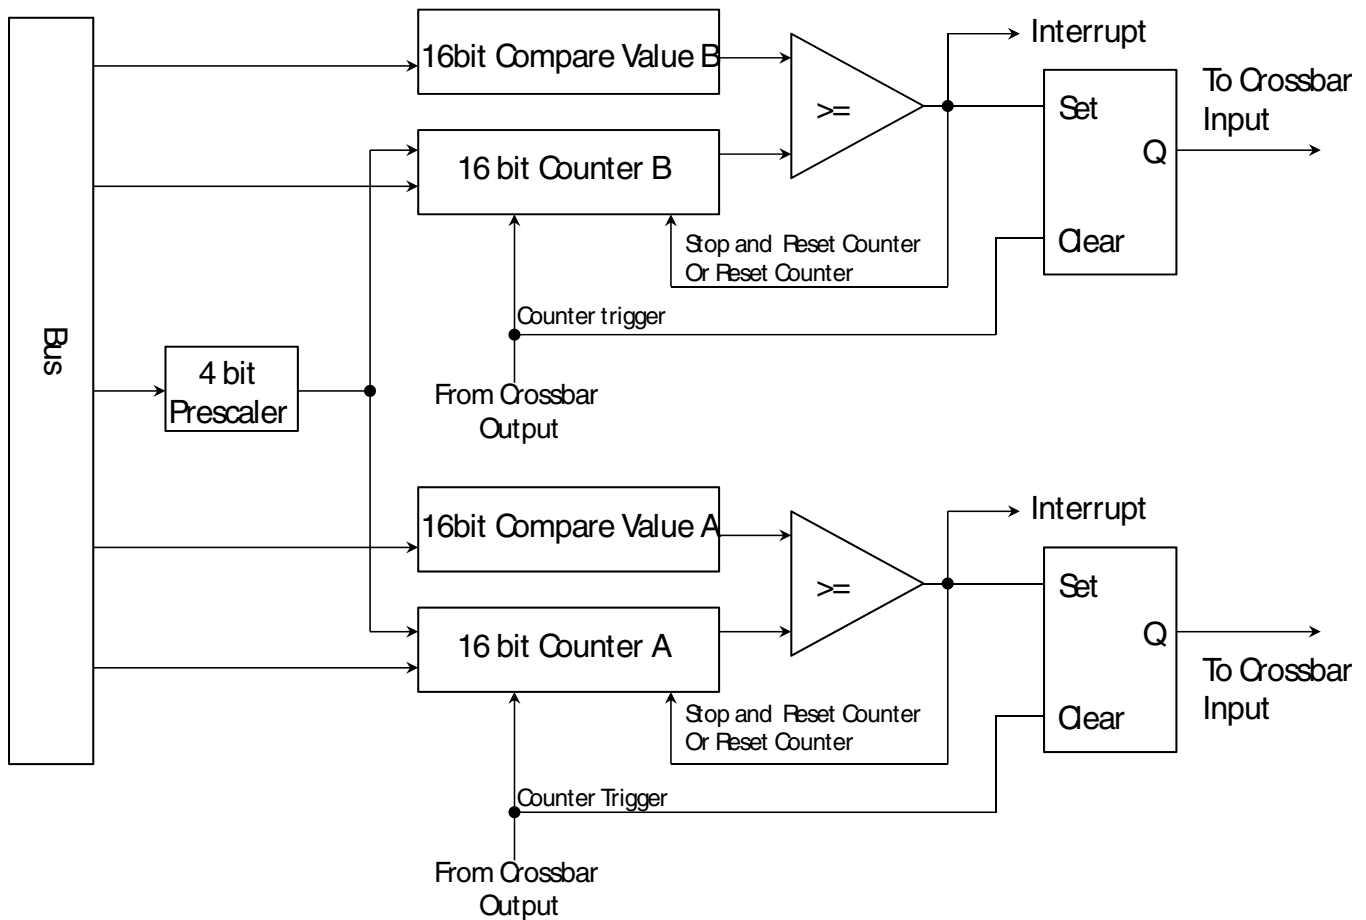 16bit Compare Value B
Interrupt
To Crossbar
Input
>=
Set
Q
Clear
16 bit Counter B
Stop and Reset Counter
Or Reset Counter
Counter trigger
From Crossbar
Output
Bus
4 bit
Prescaler
16bit Compare Value A
Interrupt
>=
Set
Q
Clear
To Crossbar
Input
16 bit Counter A
Stop and Reset Counter
Or Reset Counter
Counter Trigger
From Crossbar
Output